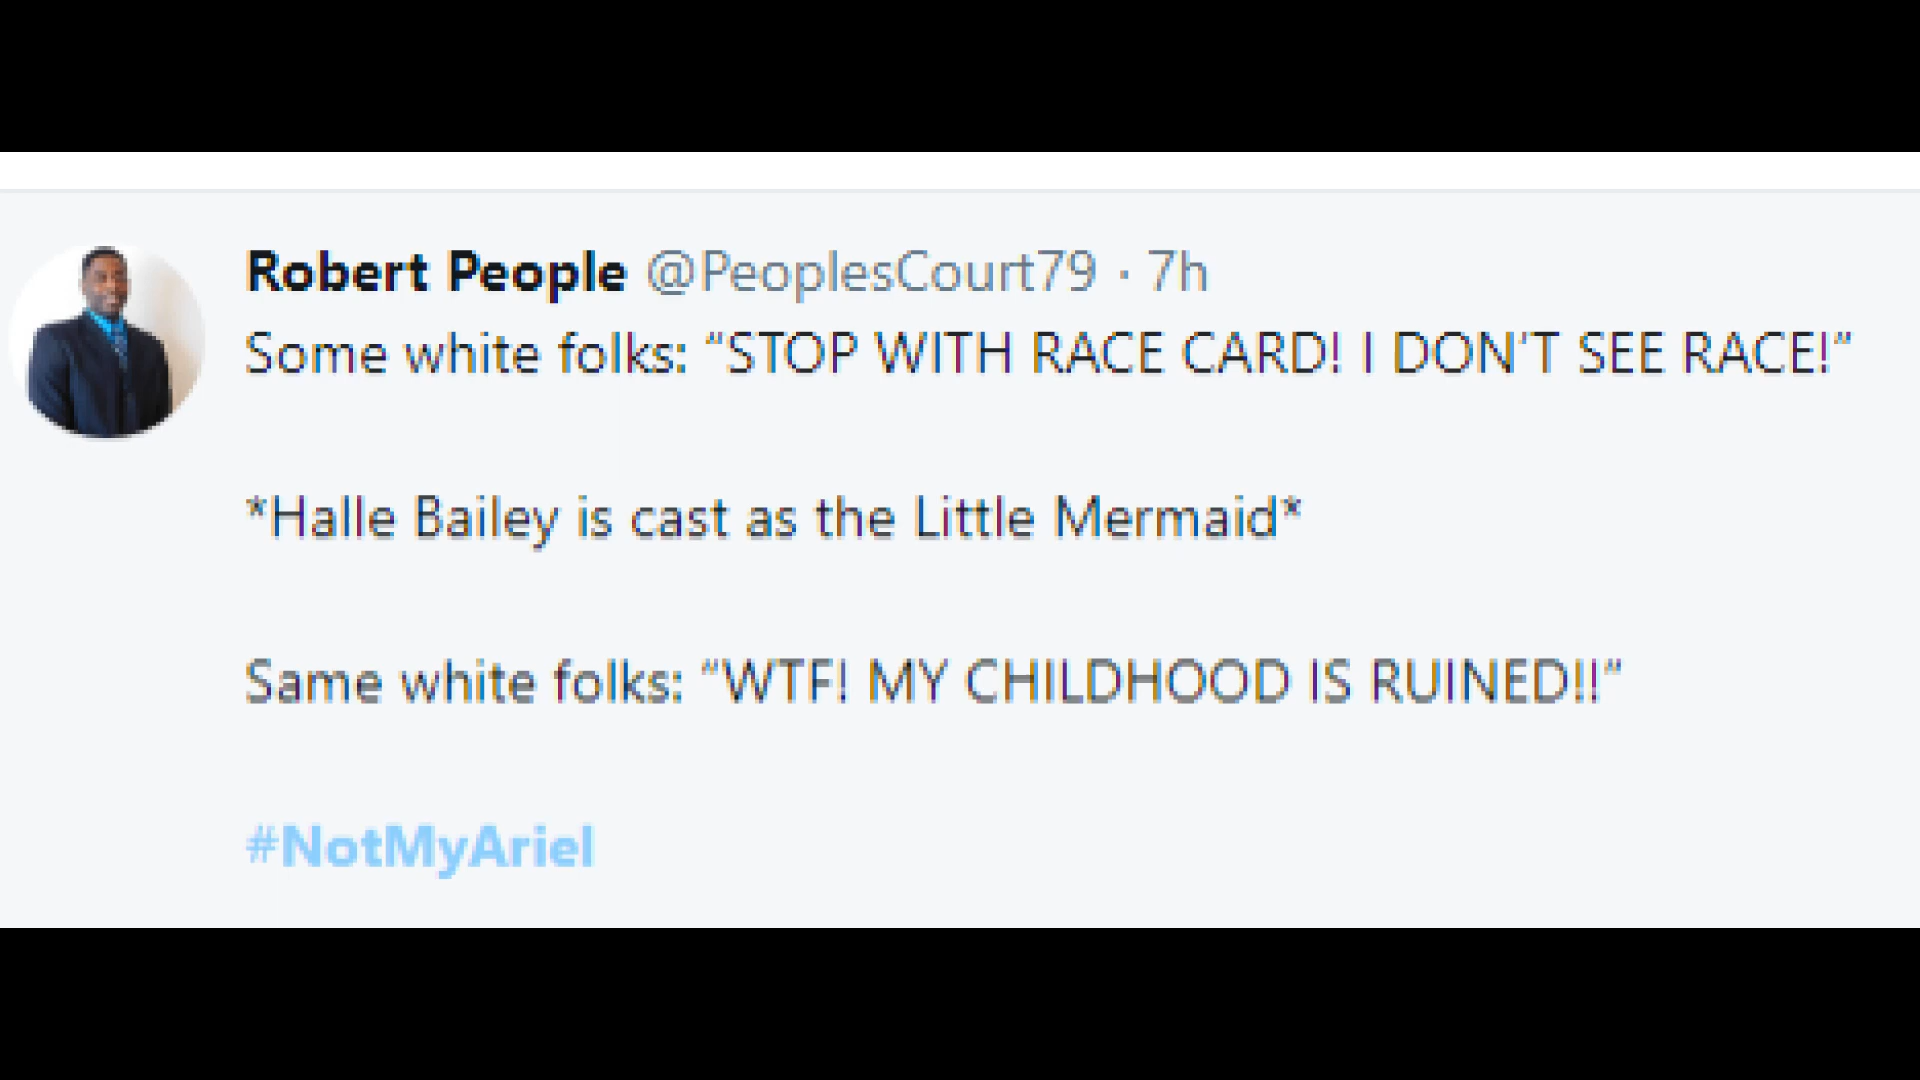 Robert People @PeoplesCourt79 · 7h
Some white folks: “STOP WITH RACE CARD! I DON’T SEE RACE!”
*Halle Bailey is cast as the Little Mermaid*
Same white folks: “WTF! MY CHILDHOOD IS RUINED!!”
#NotMyAriel